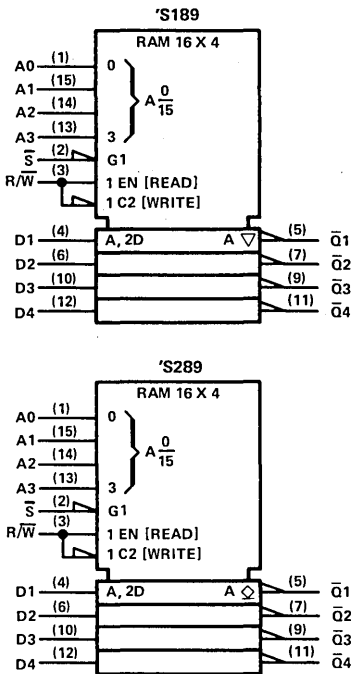 'S189
RAM 16 X 4
A0 (1) 0
A1 (15)
A2 (14) A 0/15
A3 (13) 3
S̅ (2) G1
R/W̅ (3) 1 EN [READ]
1 C2 [WRITE]
D1 (4) A, 2D A ▽ (5) Q̅1
D2 (6) (7) Q̅2
D3 (10) (9) Q̅3
D4 (12) (11) Q̅4
'S289
RAM 16 X 4
A0 (1) 0
A1 (15)
A2 (14) A 0/15
A3 (13) 3
S̅ (2) G1
R/W̅ (3) 1 EN [READ]
1 C2 [WRITE]
D1 (4) A, 2D A ◇ (5) Q̅1
D2 (6) (7) Q̅2
D3 (10) (9) Q̅3
D4 (12) (11) Q̅4